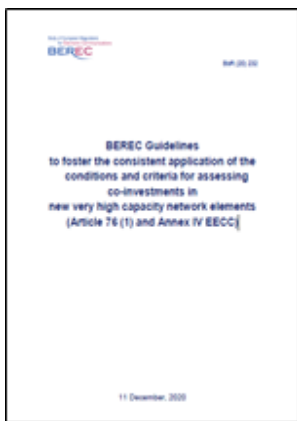 BEREC
BoR (20) 232
BEREC Guidelines
to foster the consistent application of the
conditions and criteria for assessing
co-investments in
new very high capacity network elements
(Article 76 (1) and Annex IV EECC)
11 December, 2020